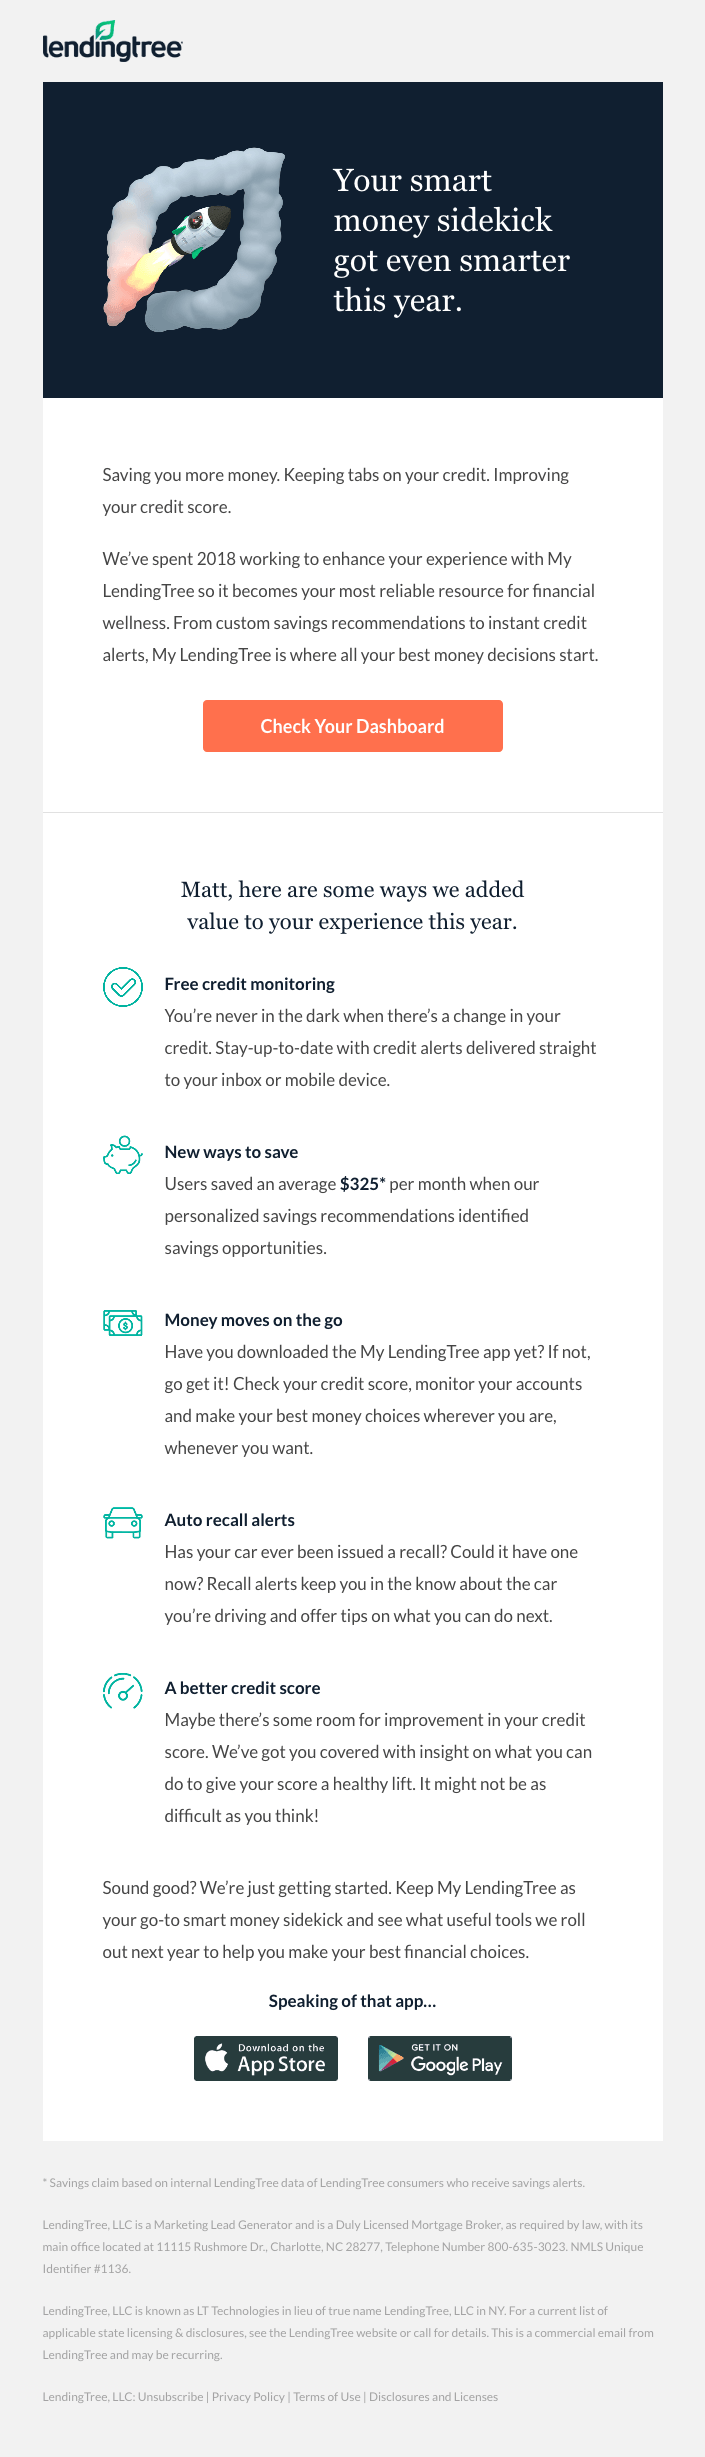 lendingtree
Your smart
money sidekick
got even smarter
this year.
Saving you more money. Keeping tabs on your credit. Improving
your credit score.
We’ve spent 2018 working to enhance your experience with My
LendingTree so it becomes your most reliable resource for financial
wellness. From custom savings recommendations to instant credit
alerts, My LendingTree is where all your best money decisions start.
Check Your Dashboard
Matt, here are some ways we added
value to your experience this year.
Free credit monitoring
You’re never in the dark when there’s a change in your
credit. Stay-up-to-date with credit alerts delivered straight
to your inbox or mobile device.
New ways to save
Users saved an average $325* per month when our
personalized savings recommendations identified
savings opportunities.
Money moves on the go
Have you downloaded the My LendingTree app yet? If not,
go get it! Check your credit score, monitor your accounts
and make your best money choices wherever you are,
whenever you want.
Auto recall alerts
Has your car ever been issued a recall? Could it have one
now? Recall alerts keep you in the know about the car
you’re driving and offer tips on what you can do next.
A better credit score
Maybe there’s some room for improvement in your credit
score. We’ve got you covered with insight on what you can
do to give your score a healthy lift. It might not be as
difficult as you think!
Sound good? We’re just getting started. Keep My LendingTree as
your go-to smart money sidekick and see what useful tools we roll
out next year to help you make your best financial choices.
Speaking of that app...
Download on the
App Store
GET IT ON
Google Play
* Savings claim based on internal LendingTree data of LendingTree consumers who receive savings alerts.
LendingTree, LLC is a Marketing Lead Generator and is a Duly Licensed Mortgage Broker, as required by law, with its
main office located at 11115 Rushmore Dr., Charlotte, NC 28277, Telephone Number 800-635-3023. NMLS Unique
Identifier #1136.
LendingTree, LLC is known as LT Technologies in lieu of true name LendingTree, LLC in NY. For a current list of
applicable state licensing & disclosures, see the LendingTree website or call for details. This is a commercial email from
LendingTree and may be recurring.
LendingTree, LLC: Unsubscribe | Privacy Policy | Terms of Use | Disclosures and Licenses